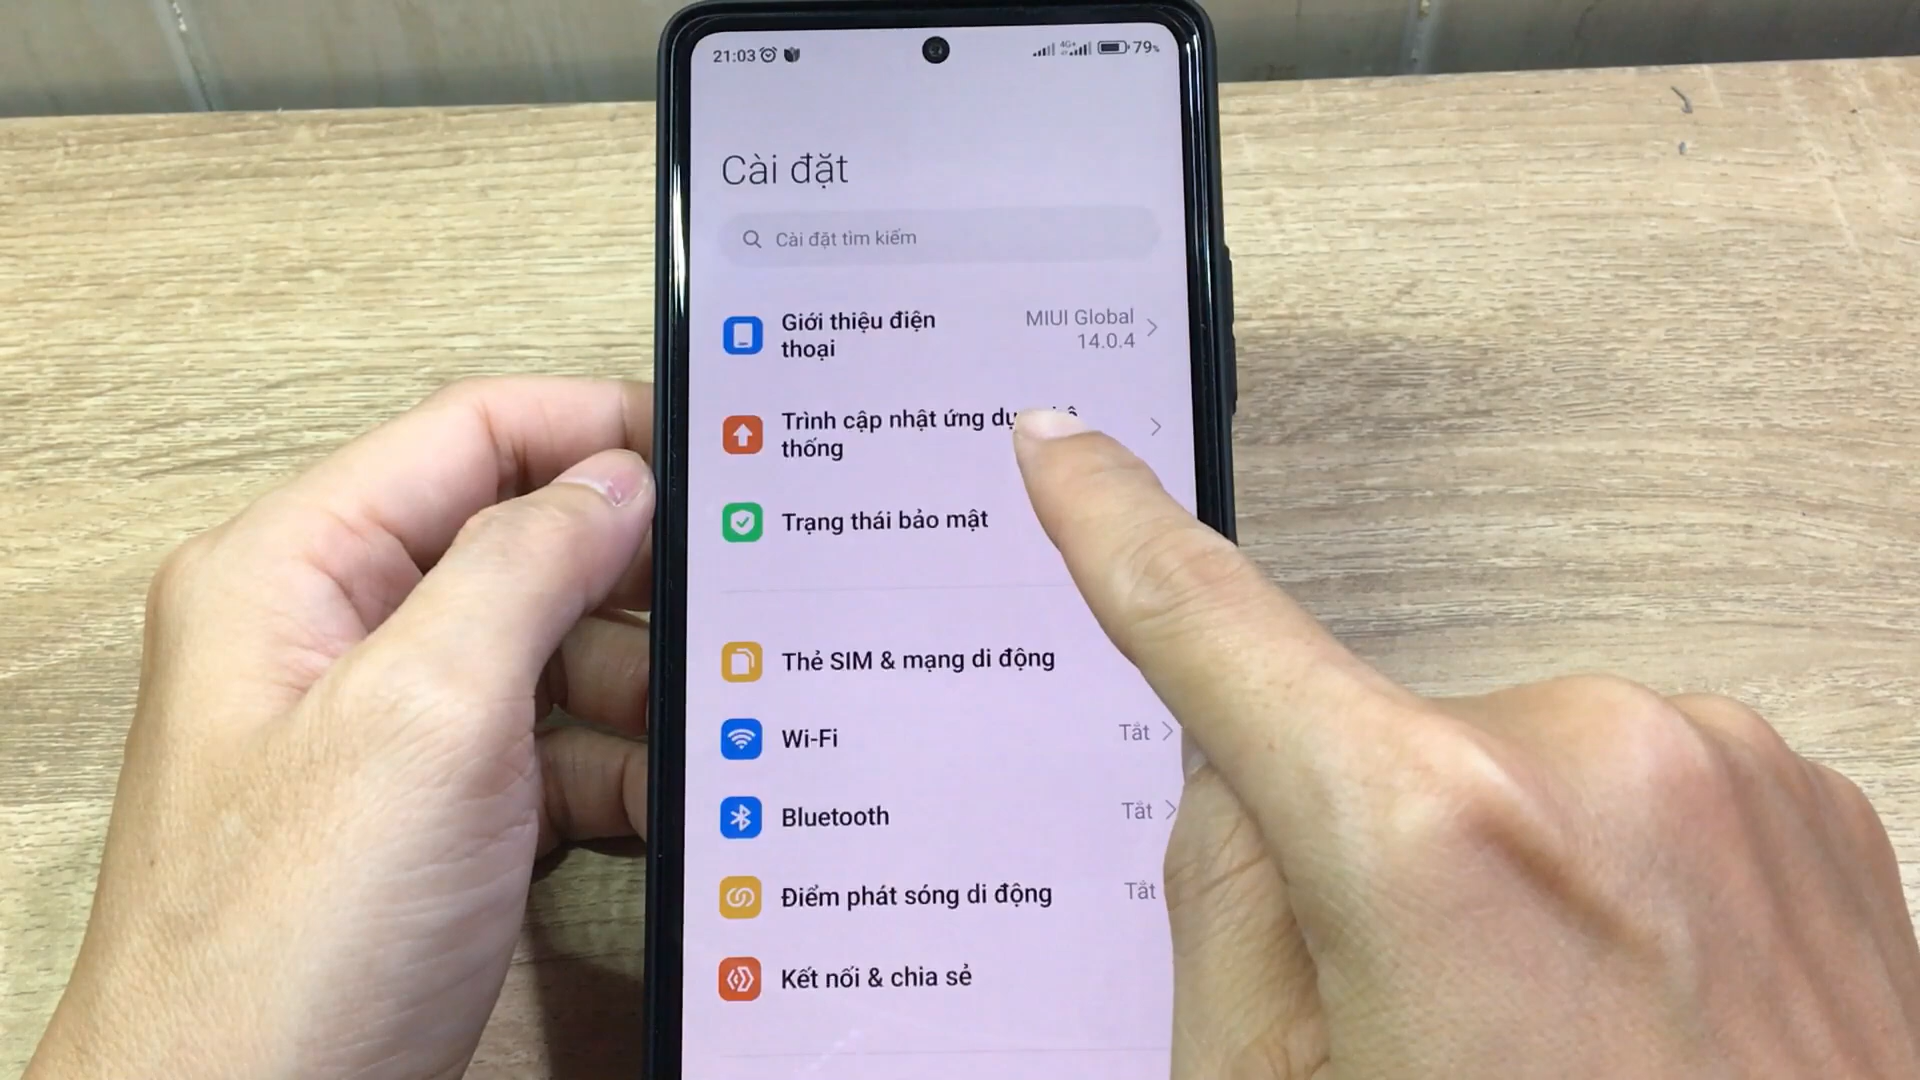 21:03
4G+
79%
Cài đặt
Cài đặt tìm kiếm
Giới thiệu điện
thoại
MIUI Global
14.0.4
Trình cập nhật ứng
thống
Trạng thái bảo mật
Thẻ SIM & mạng di động
Wi-Fi
Tắt
Bluetooth
Tắt
Điểm phát sóng di động
Tắt
Kết nối & chia sẻ